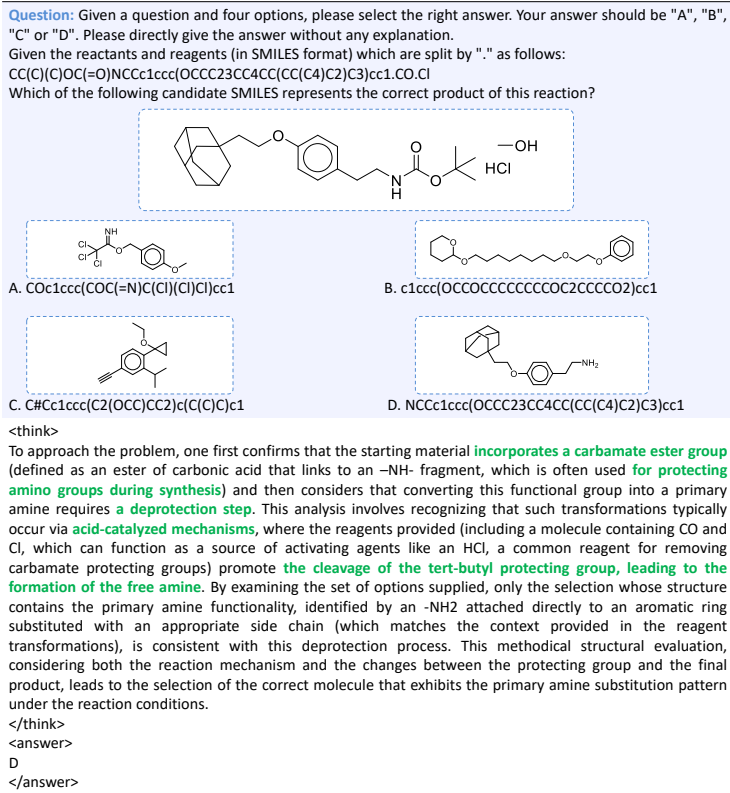 Question: Given a question and four options, please select the right answer. Your answer should be "A", "B",
"C" or "D". Please directly give the answer without any explanation.
Given the reactants and reagents (in SMILES format) which are split by "." as follows:
CC(C)(C)OC(=O)NCCc1ccc(OCCC23CC4CC(CC(C4)C2)C3)cc1.CO.Cl
Which of the following candidate SMILES represents the correct product of this reaction?
O
O
N
H
O
OH
HCl
NH
Cl
Cl
Cl
O
O
O
O
O
O
A. COc1ccc(COC(=N)C(Cl)(Cl)Cl)cc1
B. c1ccc(OCCOCCCCCCCCOC2CCCCO2)cc1
O
O
NH2
C. C#Cc1ccc(C2(OCC)CC2)c(C(C)C)c1
D. NCCc1ccc(OCCC23CC4CC(CC(C4)C2)C3)cc1
<think>
To approach the problem, one first confirms that the starting material incorporates a carbamate ester group
(defined as an ester of carbonic acid that links to an –NH- fragment, which is often used for protecting
amino groups during synthesis) and then considers that converting this functional group into a primary
amine requires a deprotection step. This analysis involves recognizing that such transformations typically
occur via acid-catalyzed mechanisms, where the reagents provided (including a molecule containing CO and
Cl, which can function as a source of activating agents like an HCl, a common reagent for removing
carbamate protecting groups) promote the cleavage of the tert-butyl protecting group, leading to the
formation of the free amine. By examining the set of options supplied, only the selection whose structure
contains the primary amine functionality, identified by an -NH2 attached directly to an aromatic ring
substituted with an appropriate side chain (which matches the context provided in the reagent
transformations), is consistent with this deprotection process. This methodical structural evaluation,
considering both the reaction mechanism and the changes between the protecting group and the final
product, leads to the selection of the correct molecule that exhibits the primary amine substitution pattern
under the reaction conditions.
</think>
<answer>
D
</answer>